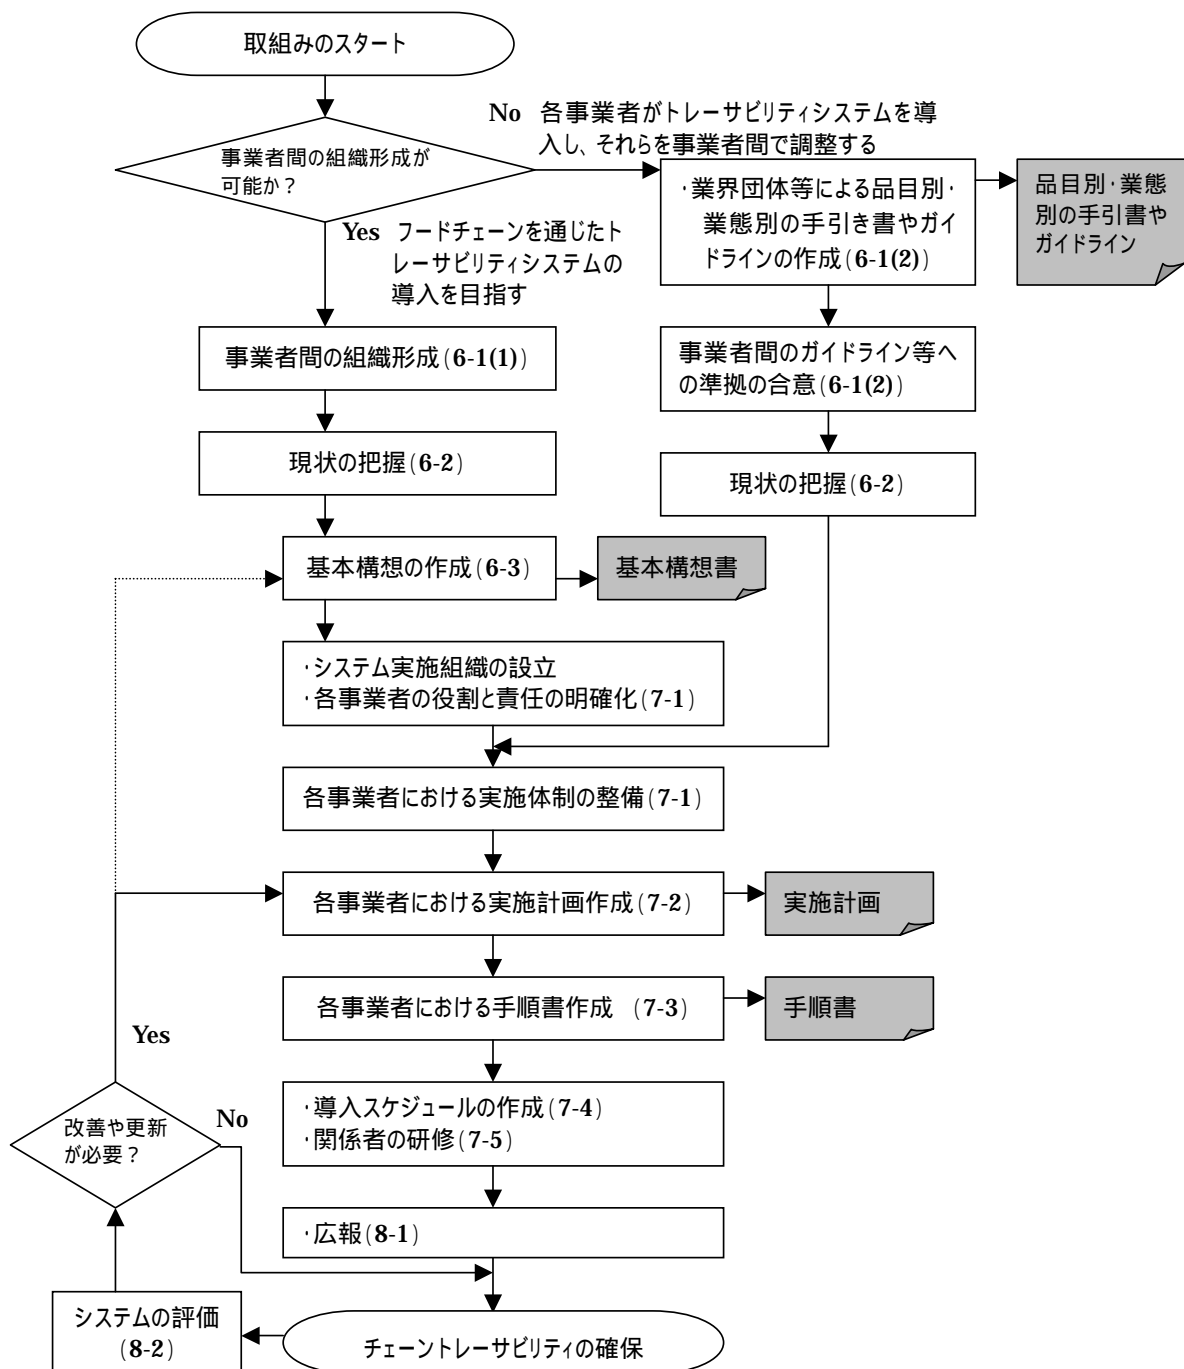 取組みのスタート
No 各事業者がトレーサビリティシステムを導
入し、それらを事業者間で調整する
事業者間の組織形成が
可能か？
・業界団体等による品目別・
業態別の手引き書やガイ
ドラインの作成(6-1(2))
品目別・業態
別の手引書や
ガイドライン
Yes フードチェーンを通じたト
レーサビリティシステムの
導入を目指す
事業者間の組織形成(6-1(1))
事業者間のガイドライン等へ
の準拠の合意(6-1(2))
現状の把握(6-2)
現状の把握(6-2)
基本構想の作成(6-3)
基本構想書
・システム実施組織の設立
・各事業者の役割と責任の明確化(7-1)
各事業者における実施体制の整備(7-1)
各事業者における実施計画作成(7-2)
実施計画
各事業者における手順書作成 (7-3)
手順書
Yes
・導入スケジュールの作成(7-4)
・関係者の研修(7-5)
改善や更新
が必要？
No
・広報(8-1)
システムの評価
(8-2)
チェーントレーサビリティの確保